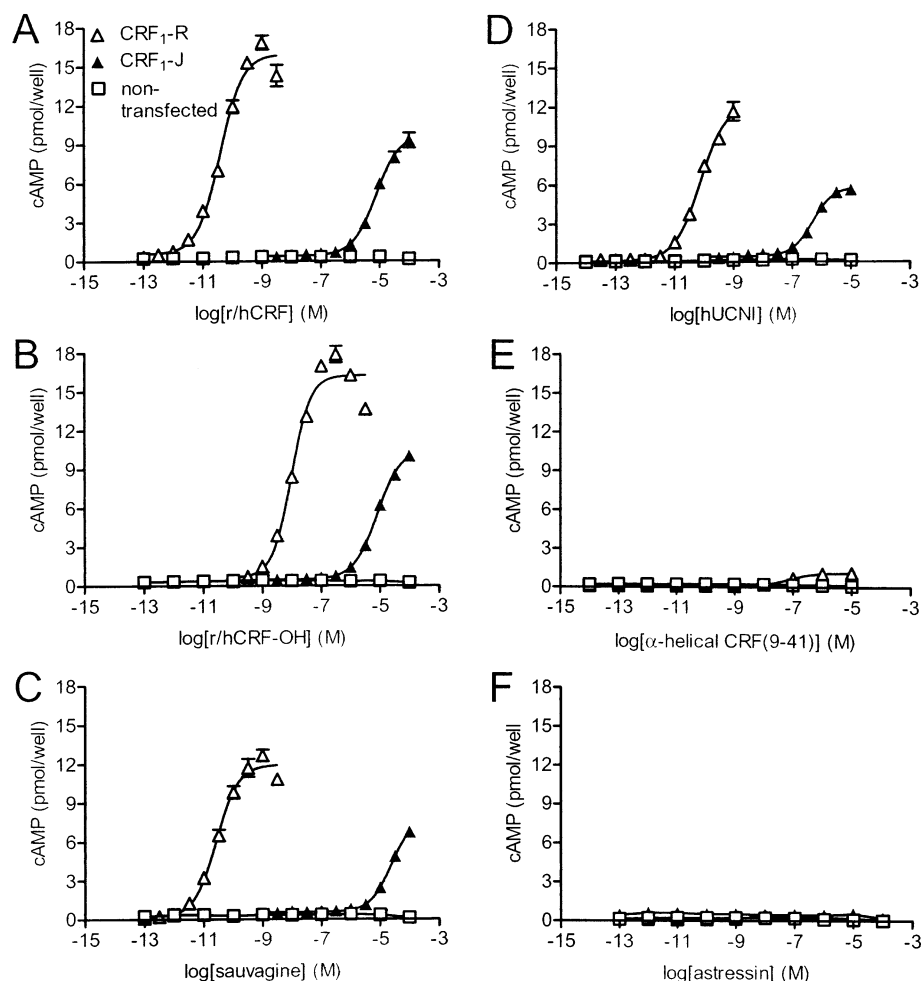 A
18
15
12
9
6
3
0
cAMP (pmol/well)
CRF1-R
CRF1-J
non-
transfected
-15 -13 -11 -9 -7 -5 -3
log[r/hCRF] (M)
D
18
15
12
9
6
3
0
cAMP (pmol/well)
-15 -13 -11 -9 -7 -5 -3
log[hUCNI] (M)
B
18
15
12
9
6
3
0
cAMP (pmol/well)
-15 -13 -11 -9 -7 -5 -3
log[r/hCRF-OH] (M)
E
18
15
12
9
6
3
0
cAMP (pmol/well)
-15 -13 -11 -9 -7 -5 -3
log[α-helical CRF(9-41)] (M)
C
18
15
12
9
6
3
0
cAMP (pmol/well)
-15 -13 -11 -9 -7 -5 -3
log[sauvagine] (M)
F
18
15
12
9
6
3
0
cAMP (pmol/well
-15 -13 -11 -9 -7 -5 -3
log[astressin] (M)